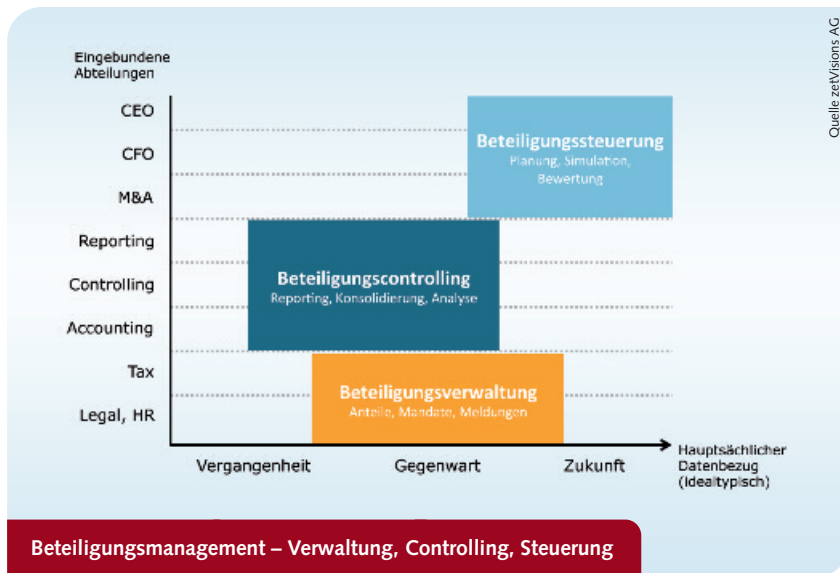 Quelle zetVisions AG
Eingebundene
Abteilungen
CEO
CFO
M&A
Reporting
Controlling
Accounting
Tax
Legal, HR
Beteiligungssteuerung
Planung, Simulation,
Bewertung
Beteiligungscontrolling
Reporting, Konsolidierung, Analyse
Beteiligungsverwaltung
Anteile, Mandate, Meldungen
Vergangenheit
Gegenwart
Zukunft
Hauptsächlicher
Datenbezug
(idealtypisch)
Beteiligungsmanagement – Verwaltung, Controlling, Steuerung